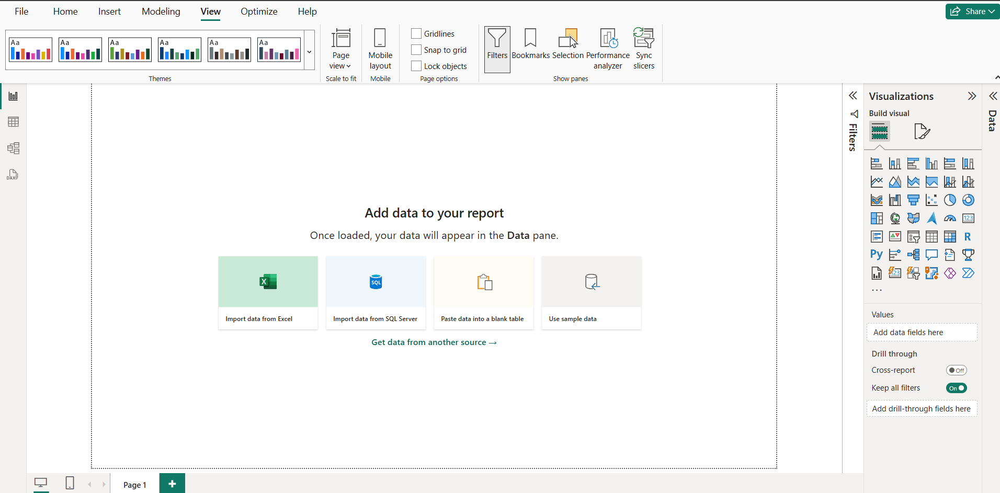 File Home Insert Modeling View Optimize Help Share
Aa Aa Aa Aa Aa Aa
Page view
Mobile layout
Gridlines
Snap to grid
Lock objects
Filters Bookmarks Selection Performance analyzer Sync slicers
Themes Scale to fit Mobile Page options Show panes
DAX
Add data to your report
Once loaded, your data will appear in the Data pane.
X SQL
Import data from Excel Import data from SQL Server Paste data into a blank table Use sample data
Get data from another source →
Filters
Visualizations
Build visual
123
R
Py
123
...
Values
Add data fields here
Drill through
Cross-report Off
Keep all filters On
Add drill-through fields here
Data
Page 1 +